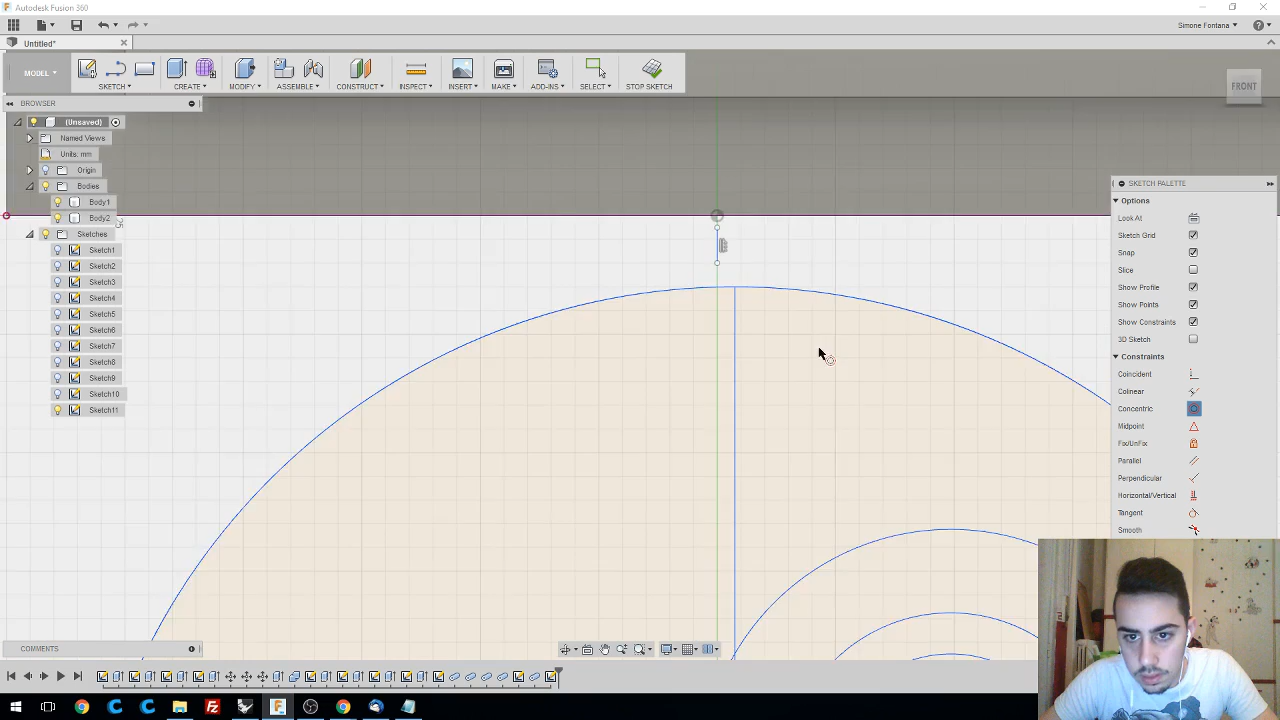 Autodesk Fusion 360
Simone Fontana
Untitled*
MODEL
SKETCH
CREATE
MODIFY
ASSEMBLE
CONSTRUCT
INSPECT
INSERT
MAKE
ADD-INS
SELECT
STOP SKETCH
FRONT
BROWSER
(Unsaved)
Named Views
Units: mm
Origin
Bodies
Body1
Body2
25
Sketches
Sketch1
Sketch2
Sketch3
Sketch4
Sketch5
Sketch6
Sketch7
Sketch8
Sketch9
Sketch10
Sketch11
SKETCH PALETTE
Options
Look At
Sketch Grid
Snap
Slice
Show Profile
Show Points
Show Constraints
3D Sketch
Constraints
Coincident
Colinear
Concentric
Midpoint
Fix/UnFix
Parallel
Perpendicular
Horizontal/Vertical
Tangent
Smooth
COMMENTS